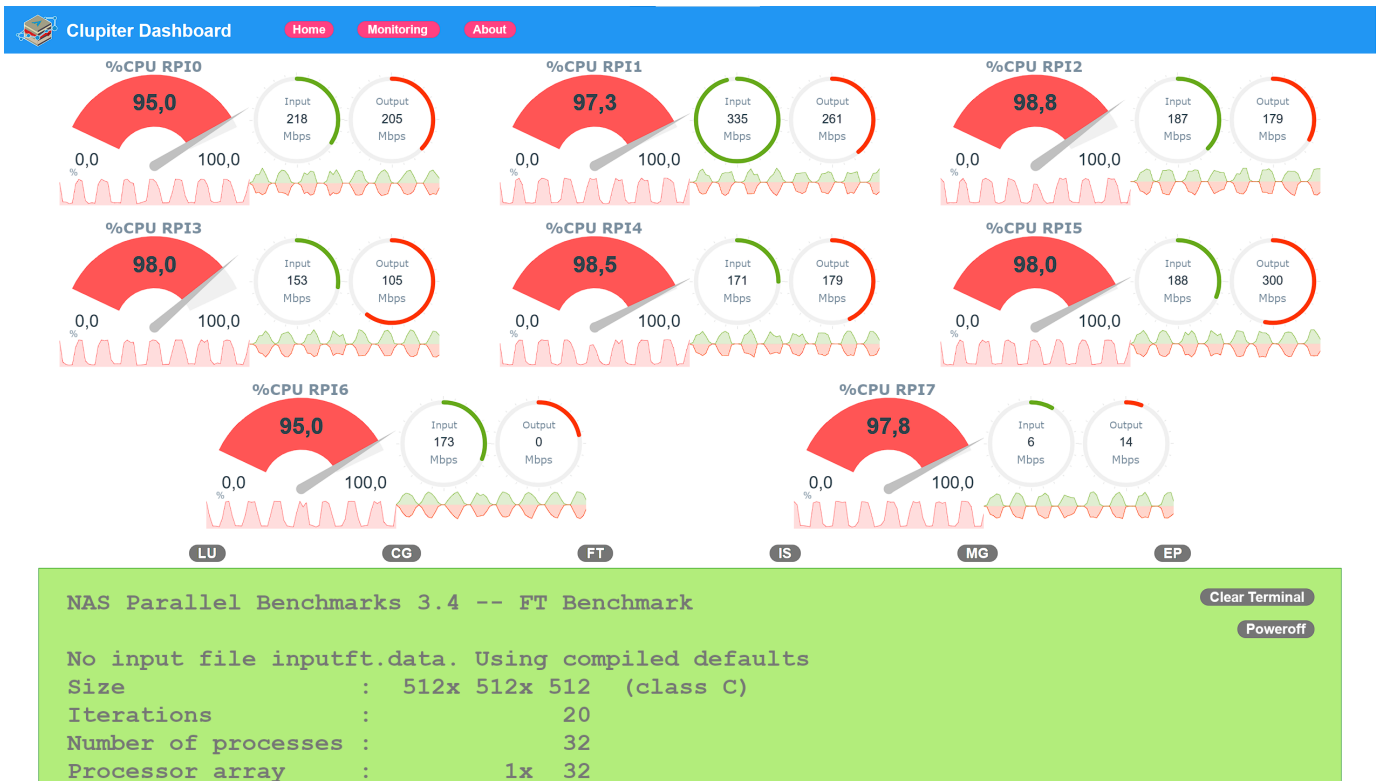 Clupiter Dashboard Home Monitoring About
%CPU RPI0 %CPU RPI1 %CPU RPI2
95,0 Input 218 Mbps Output 205 Mbps 97,3 Input 335 Mbps Output 261 Mbps 98,8 Input 187 Mbps Output 179 Mbps
0,0 100,0 0,0 100,0 0,0 100,0
% % %
%CPU RPI3 %CPU RPI4 %CPU RPI5
98,0 Input 153 Mbps Output 105 Mbps 98,5 Input 171 Mbps Output 179 Mbps 98,0 Input 188 Mbps Output 300 Mbps
0,0 100,0 0,0 100,0 0,0 100,0
% % %
%CPU RPI6 %CPU RPI7
95,0 Input 173 Mbps Output 0 Mbps 97,8 Input 6 Mbps Output 14 Mbps
0,0 100,0 0,0 100,0
% %
LU CG FT IS MG EP
NAS Parallel Benchmarks 3.4 -- FT Benchmark Clear Terminal
Poweroff
No input file inputft.data. Using compiled defaults
Size : 512x 512x 512 (class C)
Iterations : 20
Number of processes : 32
Processor array : 1x 32